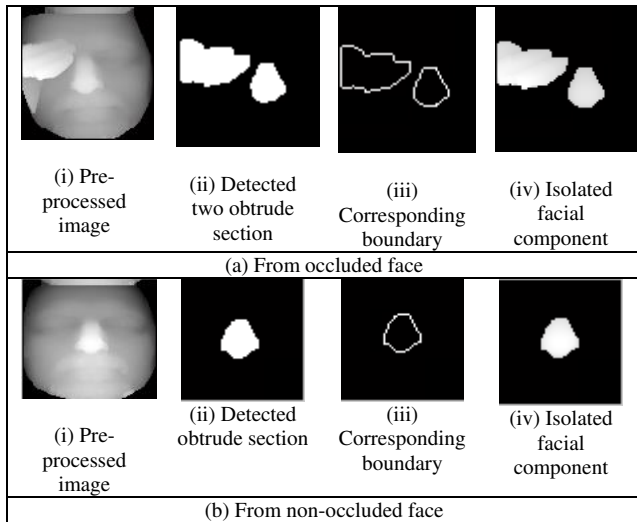 (i) Pre-
processed
image
(ii) Detected
two obtrude
section
(iii)
Corresponding
boundary
(iv) Isolated
facial
component
(a) From occluded face
(i) Pre-
processed
image
(ii) Detected
obtrude section
(iii)
Corresponding
boundary
(iv) Isolated
facial
component
(b) From non-occluded face